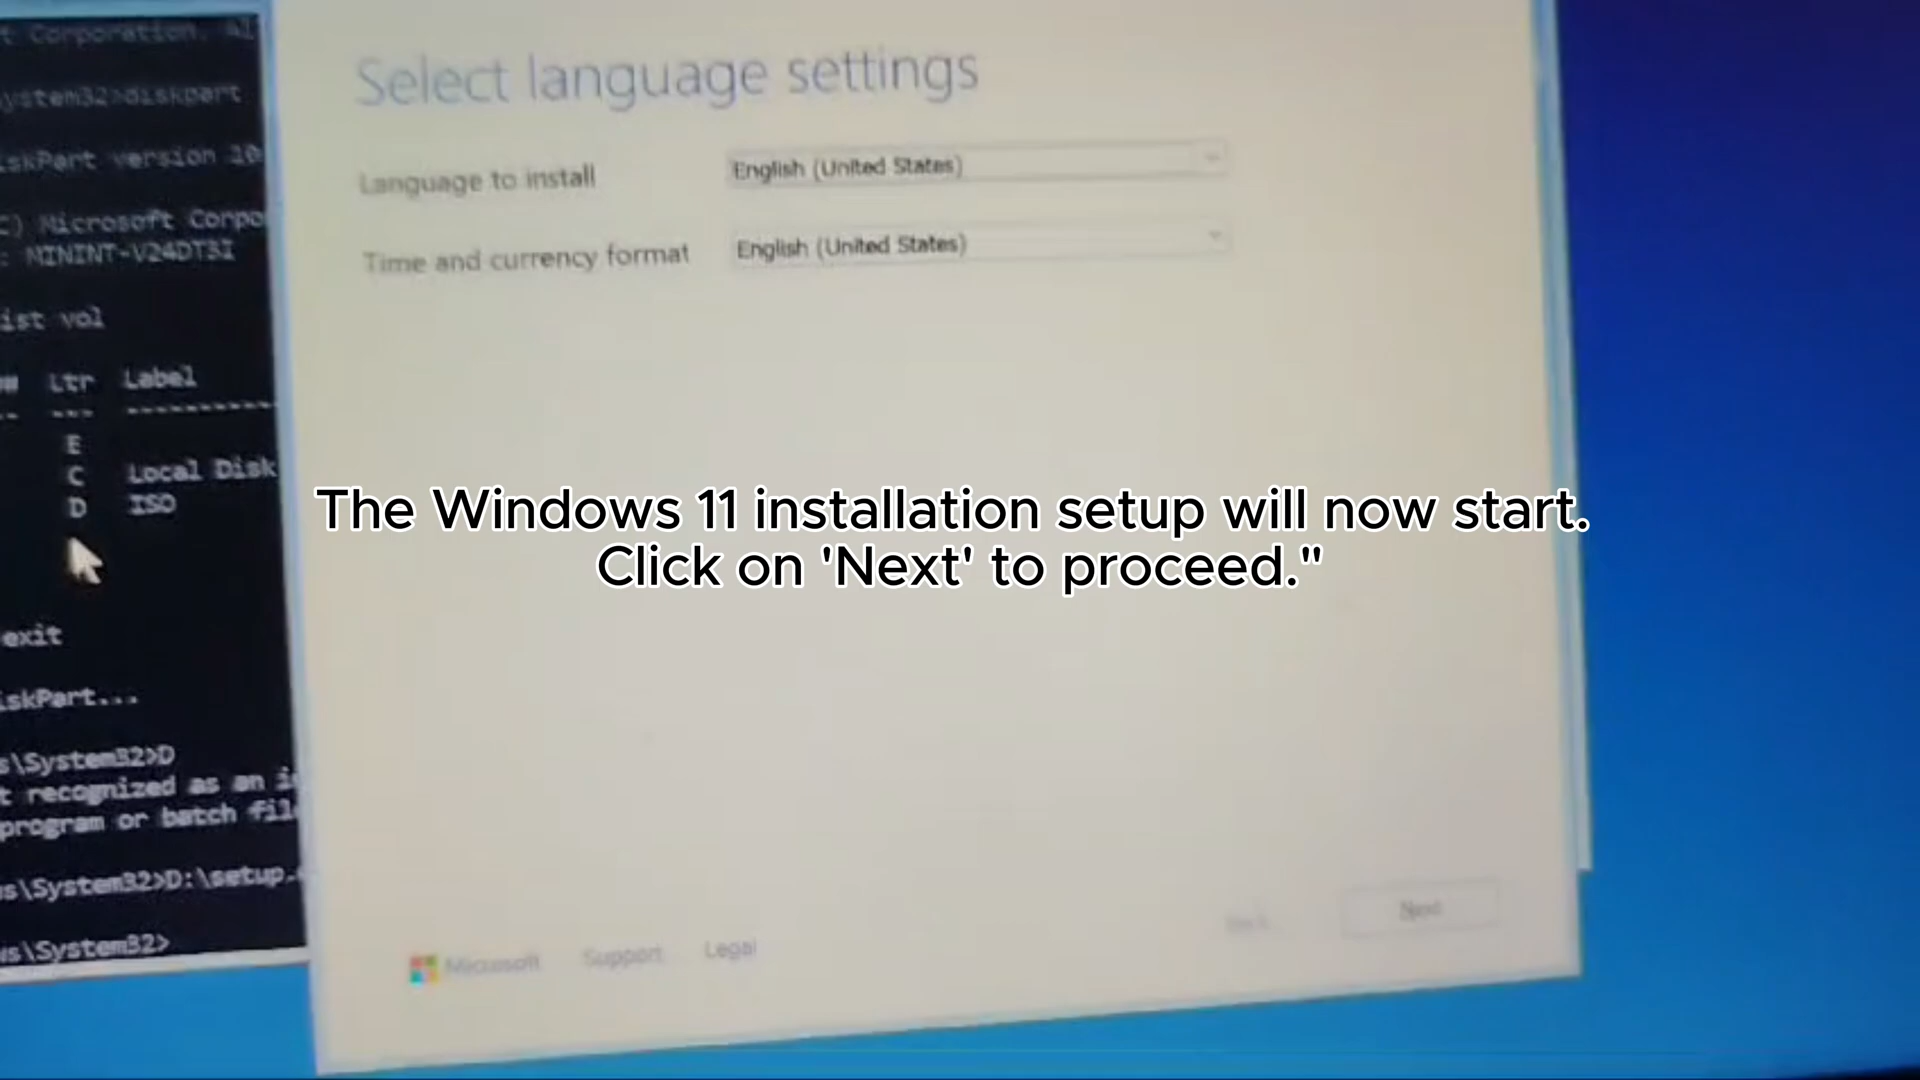 t Corporation. Al
ystem32>diskpart
iskPart version 10
C) Microsoft Corpo
: MININT-V24DT3I
ist vol
## Ltr Label
-- --- -----------
E
C Local Disk
D ISO
exit
iskPart...
s\System32>D
t recognized as an i
program or batch fil
s\System32>D:\setup.
s\System32>
Select language settings
Language to install English (United States)
Time and currency format English (United States)
The Windows 11 installation setup will now start.
Click on 'Next' to proceed."
Back Next
Microsoft Support Legal